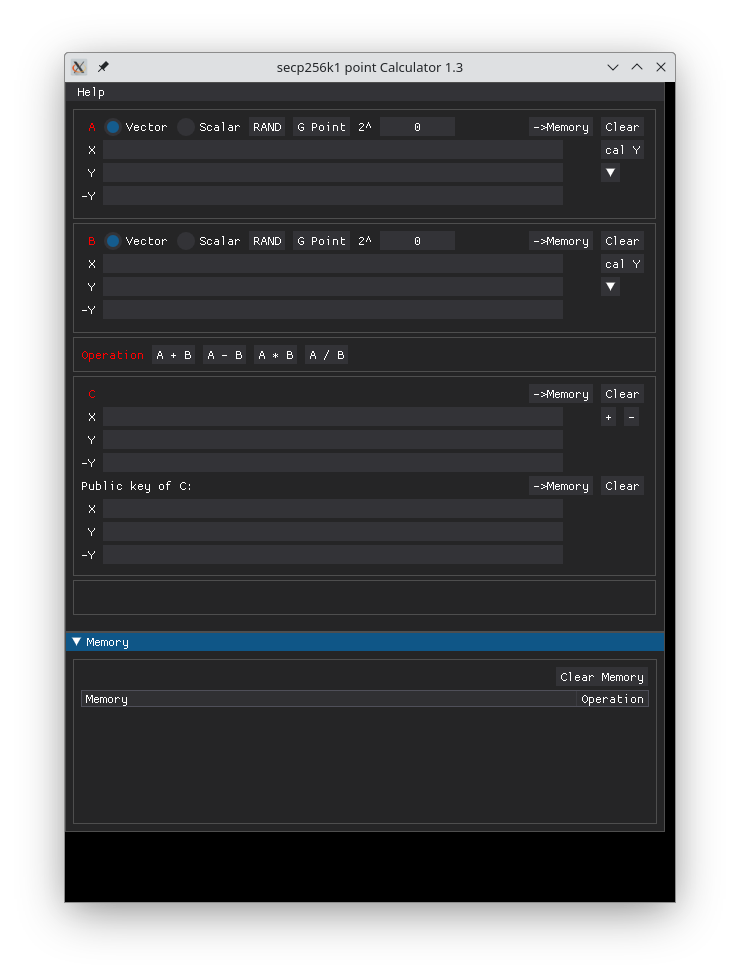 secp256k1 point Calculator 1.3
Help
A Vector Scalar RAND G Point 2^ 0 ->Memory Clear
X cal Y
Y ▼
-Y
B Vector Scalar RAND G Point 2^ 0 ->Memory Clear
X cal Y
Y ▼
-Y
Operation A + B A - B A * B A / B
C ->Memory Clear
X + -
Y
-Y
Public key of C: ->Memory Clear
X
Y
-Y
▼ Memory
Clear Memory
Memory Operation